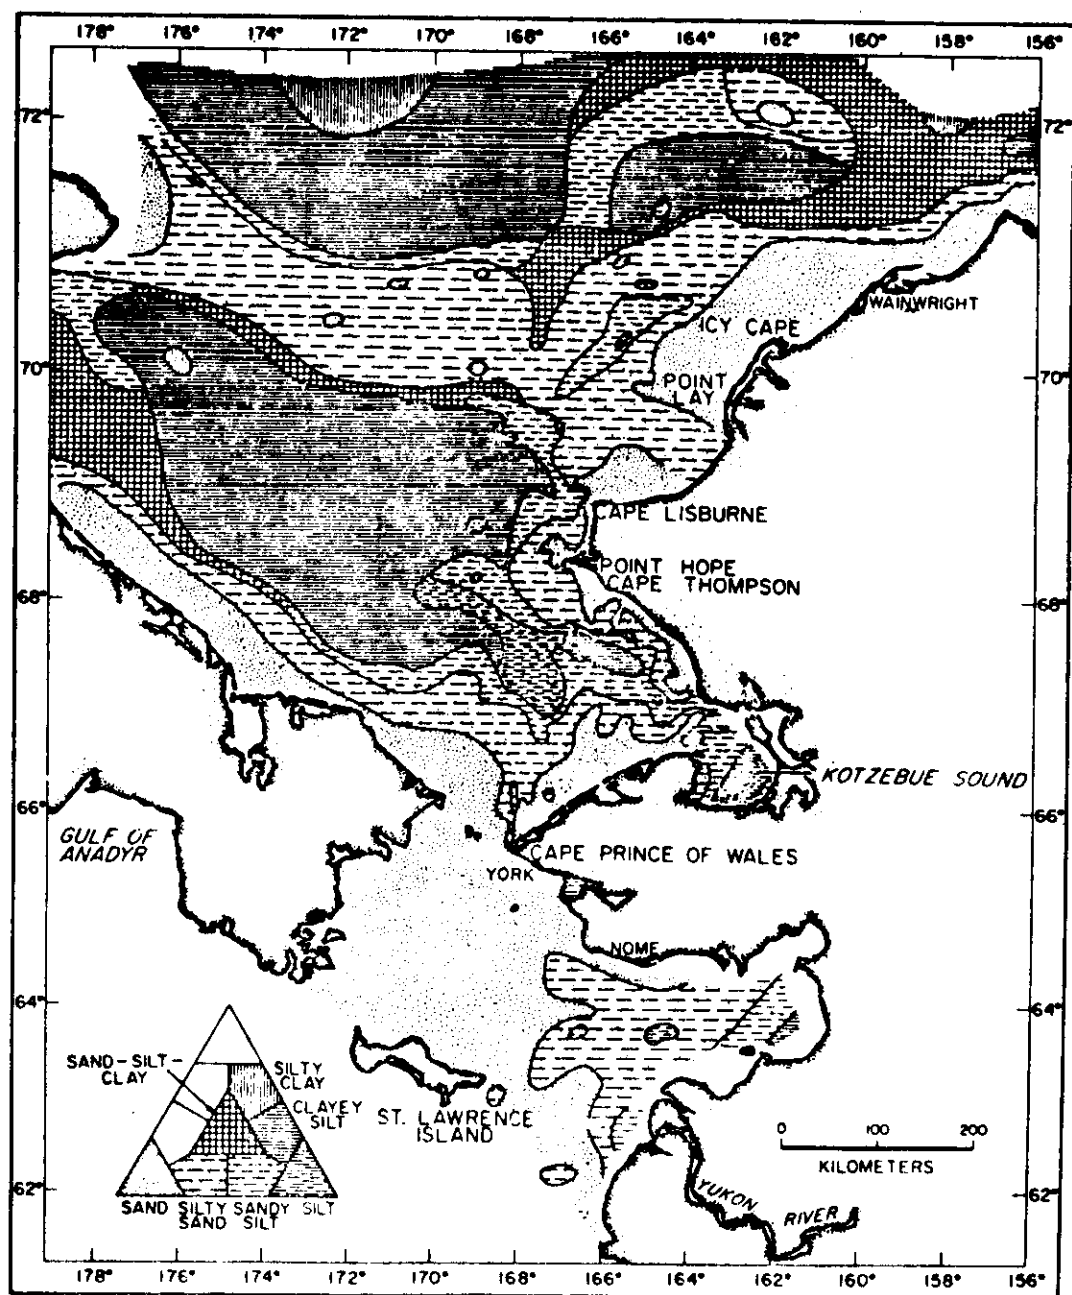 178° 176° 174° 172° 170° 168° 166° 164° 162° 160° 158° 156°
72° 72°
WAINWRIGHT
ICY CAPE
70° POINT 70°
LAY
CAPE LISBURNE
POINT HOPE
CAPE THOMPSON
68° 68°
KOTZEBUE SOUND
66° 66°
GULF OF
ANADYR
CAPE PRINCE OF WALES
YORK
NOME
64° 64°
SAND-SILT-
CLAY
SILTY
CLAY
CLAYEY
SILT
ST. LAWRENCE
ISLAND
0 100 200
KILOMETERS
62° 62°
YUKON
RIVER
SAND SILTY SANDY SILT
SAND SILT
178° 176° 174° 172° 170° 168° 166° 164° 162° 160° 158° 156°